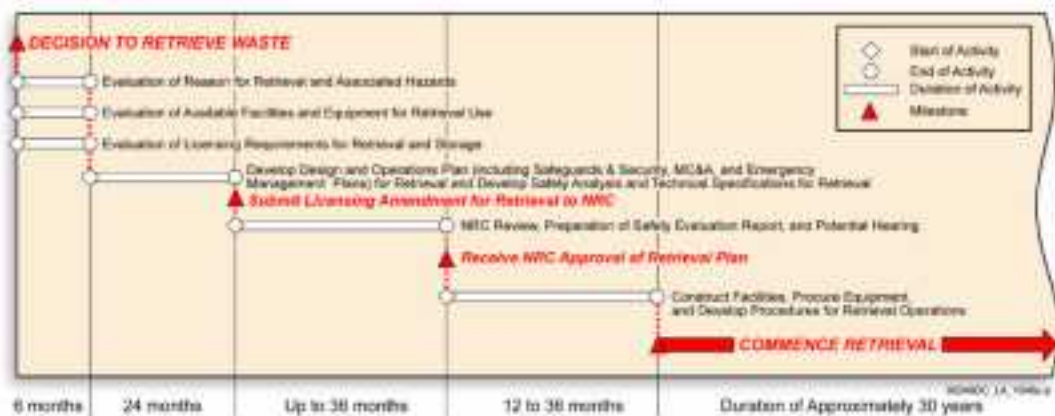 DECISION TO RETRIEVE WASTE
Start of Activity
End of Activity
Duration of Activity
Milestone
Evaluation of Reason for Retrieval and Associated Hazards
Evaluation of Available Facilities and Equipment for Retrieval Use
Evaluation of Licensing Requirements for Retrieval and Storage
Develop Design and Operations Plan (including Safeguards & Security, MC&A, and Emergency
Management Plans) for Retrieval and Develop Safety Analysis and Technical Specifications for Retrieval
Submit Licensing Amendment for Retrieval to NRC
NRC Review, Preparation of Safety Evaluation Report, and Potential Hearing
Receive NRC Approval of Retrieval Plan
Construct Facilities, Procure Equipment,
and Develop Procedures for Retrieval Operations
COMMENCE RETRIEVAL
6 months
24 months
Up to 36 months
12 to 36 months
Duration of Approximately 30 years